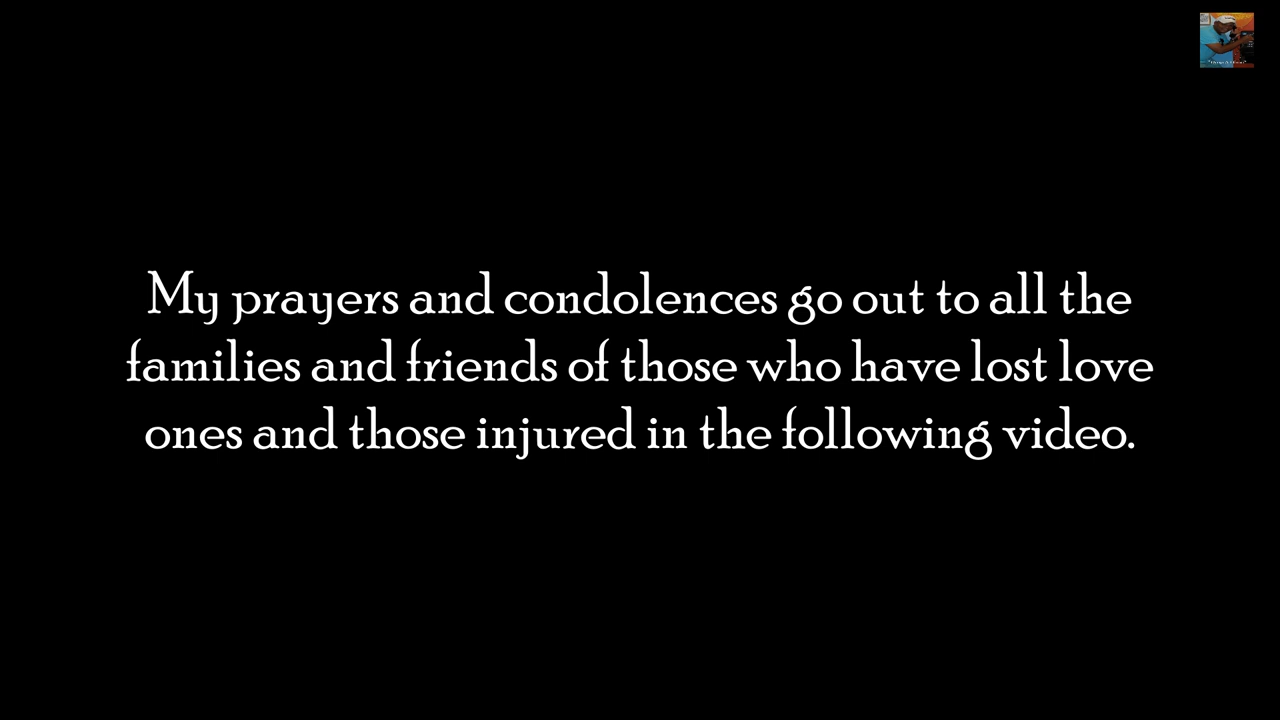 My prayers and condolences go out to all the
families and friends of those who have lost love
ones and those injured in the following video.